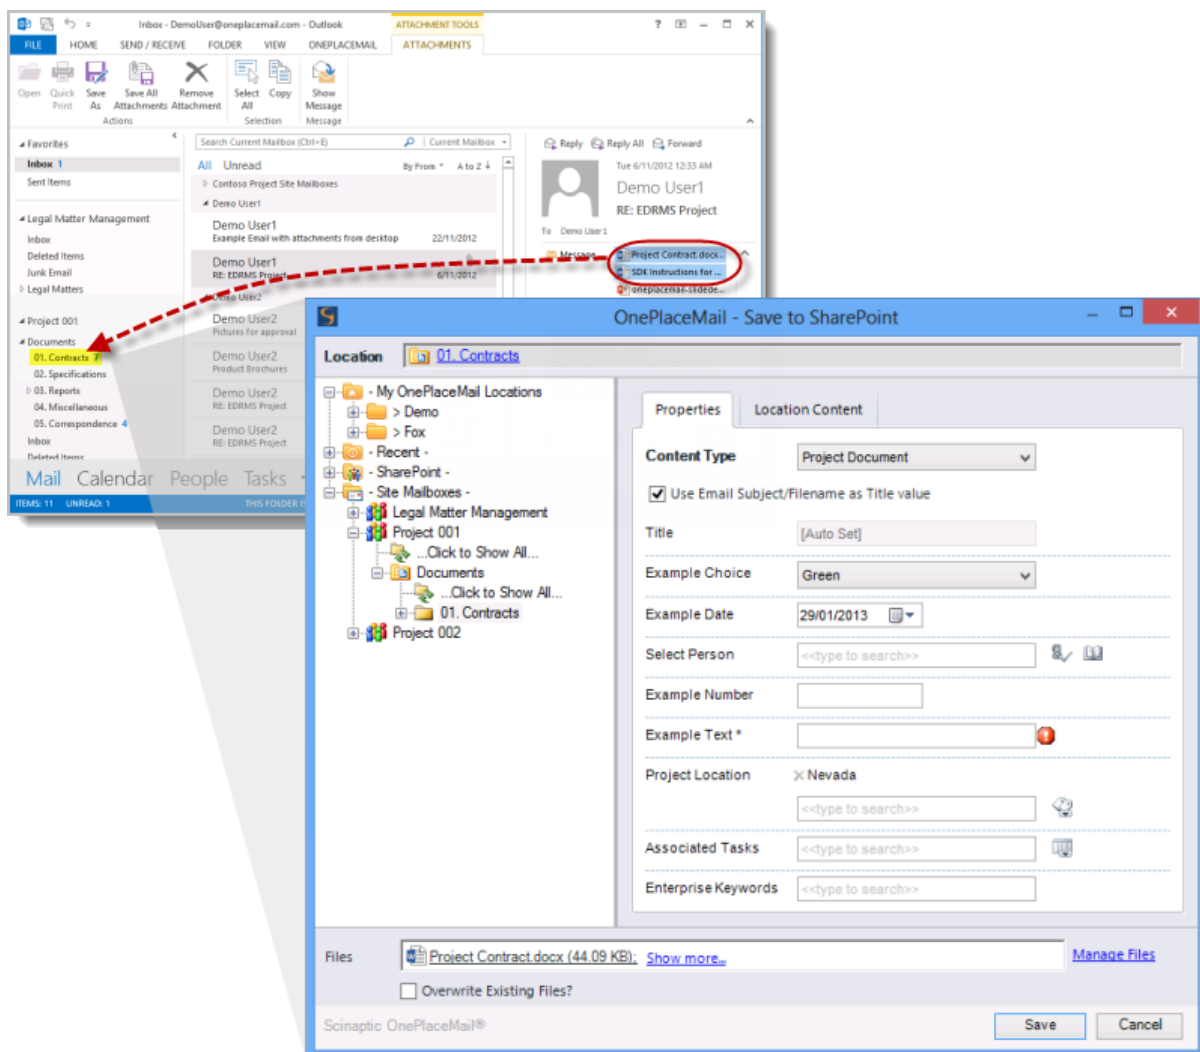 Inbox - DemoUser@oneplacemail.com - Outlook
ATTACHMENT TOOLS
?
FILE HOME SEND / RECEIVE FOLDER VIEW ONEPLACEMAIL ATTACHMENTS
Open Quick Print Save As Save All Attachments Remove Attachment Select All Copy Show Message
Actions Selection Message
Favorites
Inbox 1
Sent Items
Legal Matter Management
Inbox
Deleted Items
Junk Email
Legal Matters
Project 001
Documents
01. Contracts 7
02. Specifications
03. Reports
04. Miscellaneous
05. Correspondence 4
Inbox
Deleted Items
Search Current Mailbox (Ctrl+E) Current Mailbox
All Unread By From A to Z
Contoso Project Site Mailboxes
Demo User1
Demo User1
Example Email with attachments from desktop 22/11/2012
Demo User1
RE: EDRMS Project 6/11/2012
Demo User2
Demo User2
Pictures for approval
Demo User2
Product Brochures
Demo User2
RE: EDRMS Project
Demo User2
RE: EDRMS Project
Reply Reply All Forward
Tue 6/11/2012 12:33 AM
Demo User1
RE: EDRMS Project
To Demo User1
Message Project Contract.docx...
SDK Instructions for ...
oneplacemail-slidede...
Mail Calendar People Tasks
ITEMS: 11 UNREAD: 1 THIS FOLDER IS
OnePlaceMail - Save to SharePoint
Location 01. Contracts
- My OnePlaceMail Locations
> Demo
> Fox
- Recent -
- SharePoint -
- Site Mailboxes -
Legal Matter Management
Project 001
...Click to Show All...
Documents
...Click to Show All...
01. Contracts
Project 002
Properties Location Content
Content Type Project Document
Use Email Subject/Filename as Title value
Title [Auto Set]
Example Choice Green
Example Date 29/01/2013
Select Person <<type to search>>
Example Number
Example Text *
Project Location Nevada
<<type to search>>
Associated Tasks <<type to search>>
Enterprise Keywords <<type to search>>
Files Project Contract.docx (44.09 KB); Show more... Manage Files
Overwrite Existing Files?
Scinaptic OnePlaceMail®
Save Cancel